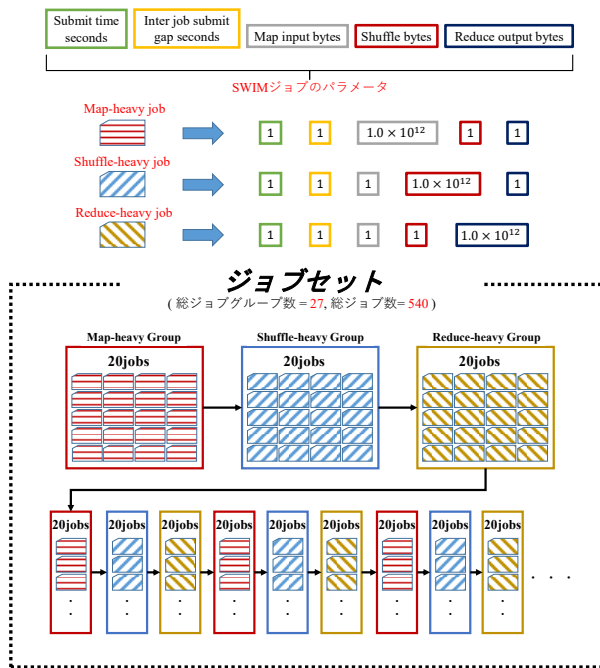 Submit time seconds
Inter job submit gap seconds
Map input bytes
Shuffle bytes
Reduce output bytes
SWIMジョブのパラメータ
Map-heavy job
1 1 1.0 × 10¹² 1 1
Shuffle-heavy job
1 1 1 1.0 × 10¹² 1
Reduce-heavy job
1 1 1 1 1.0 × 10¹²
ジョブセット
( 総ジョブグループ数 = 27, 総ジョブ数= 540 )
Map-heavy Group
Shuffle-heavy Group
Reduce-heavy Group
20jobs
20jobs
20jobs
20jobs 20jobs 20jobs 20jobs 20jobs 20jobs 20jobs 20jobs 20jobs
· · ·